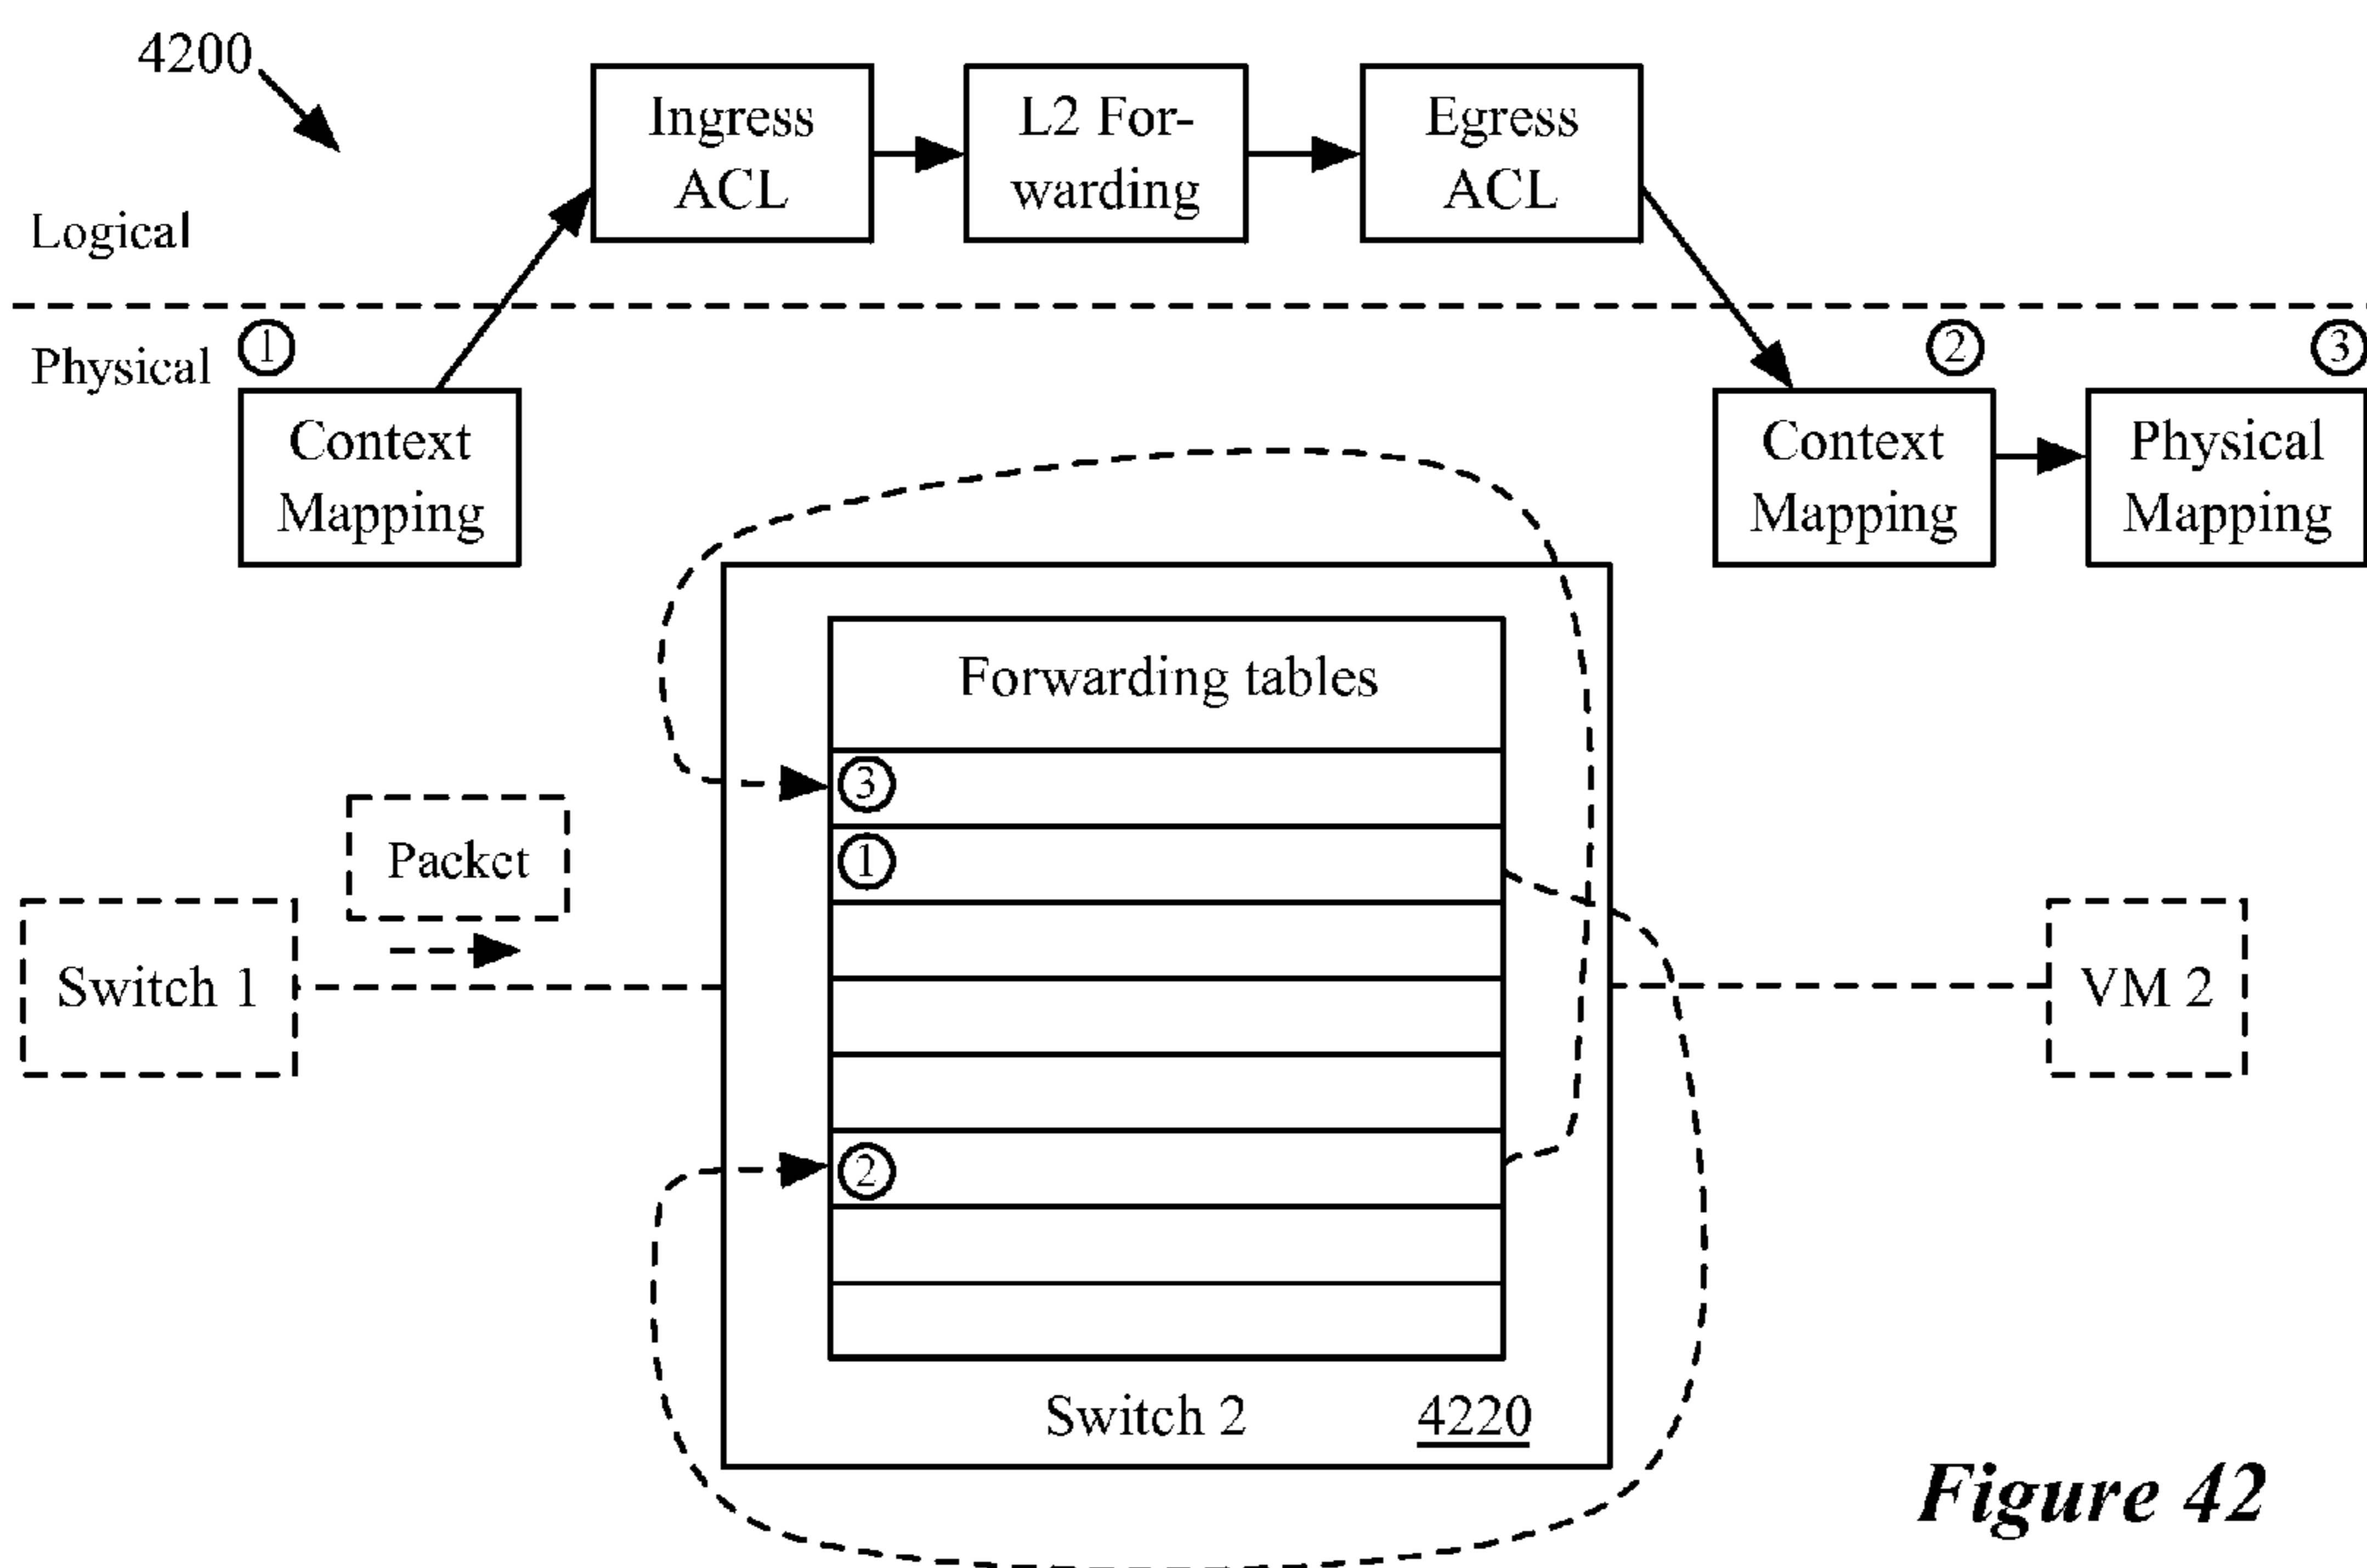 4200
Ingress
ACL
L2 For-
warding
Egress
ACL
Logical
Physical
1
2
3
Context
Mapping
Context
Mapping
Physical
Mapping
Forwarding tables
3
1
Packet
Switch 1
VM 2
2
Switch 2 4220
Figure 42